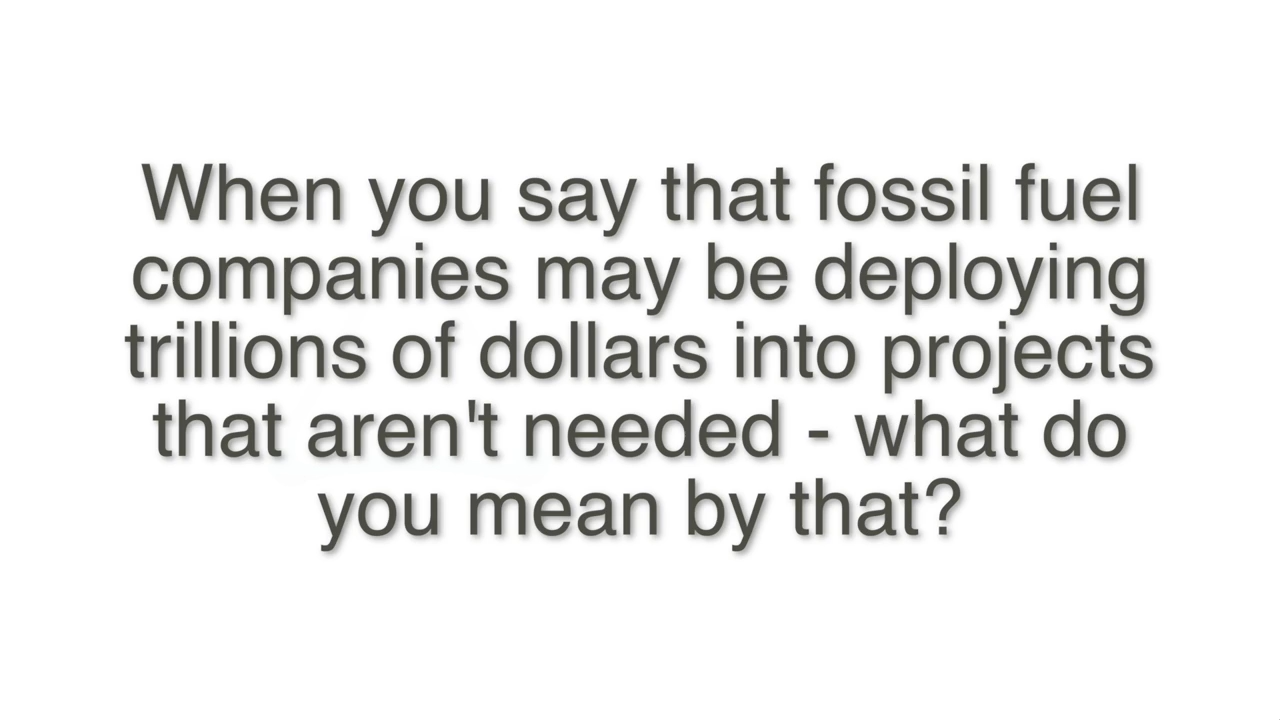 When you say that fossil fuel
companies may be deploying
trillions of dollars into projects
that aren't needed - what do
you mean by that?